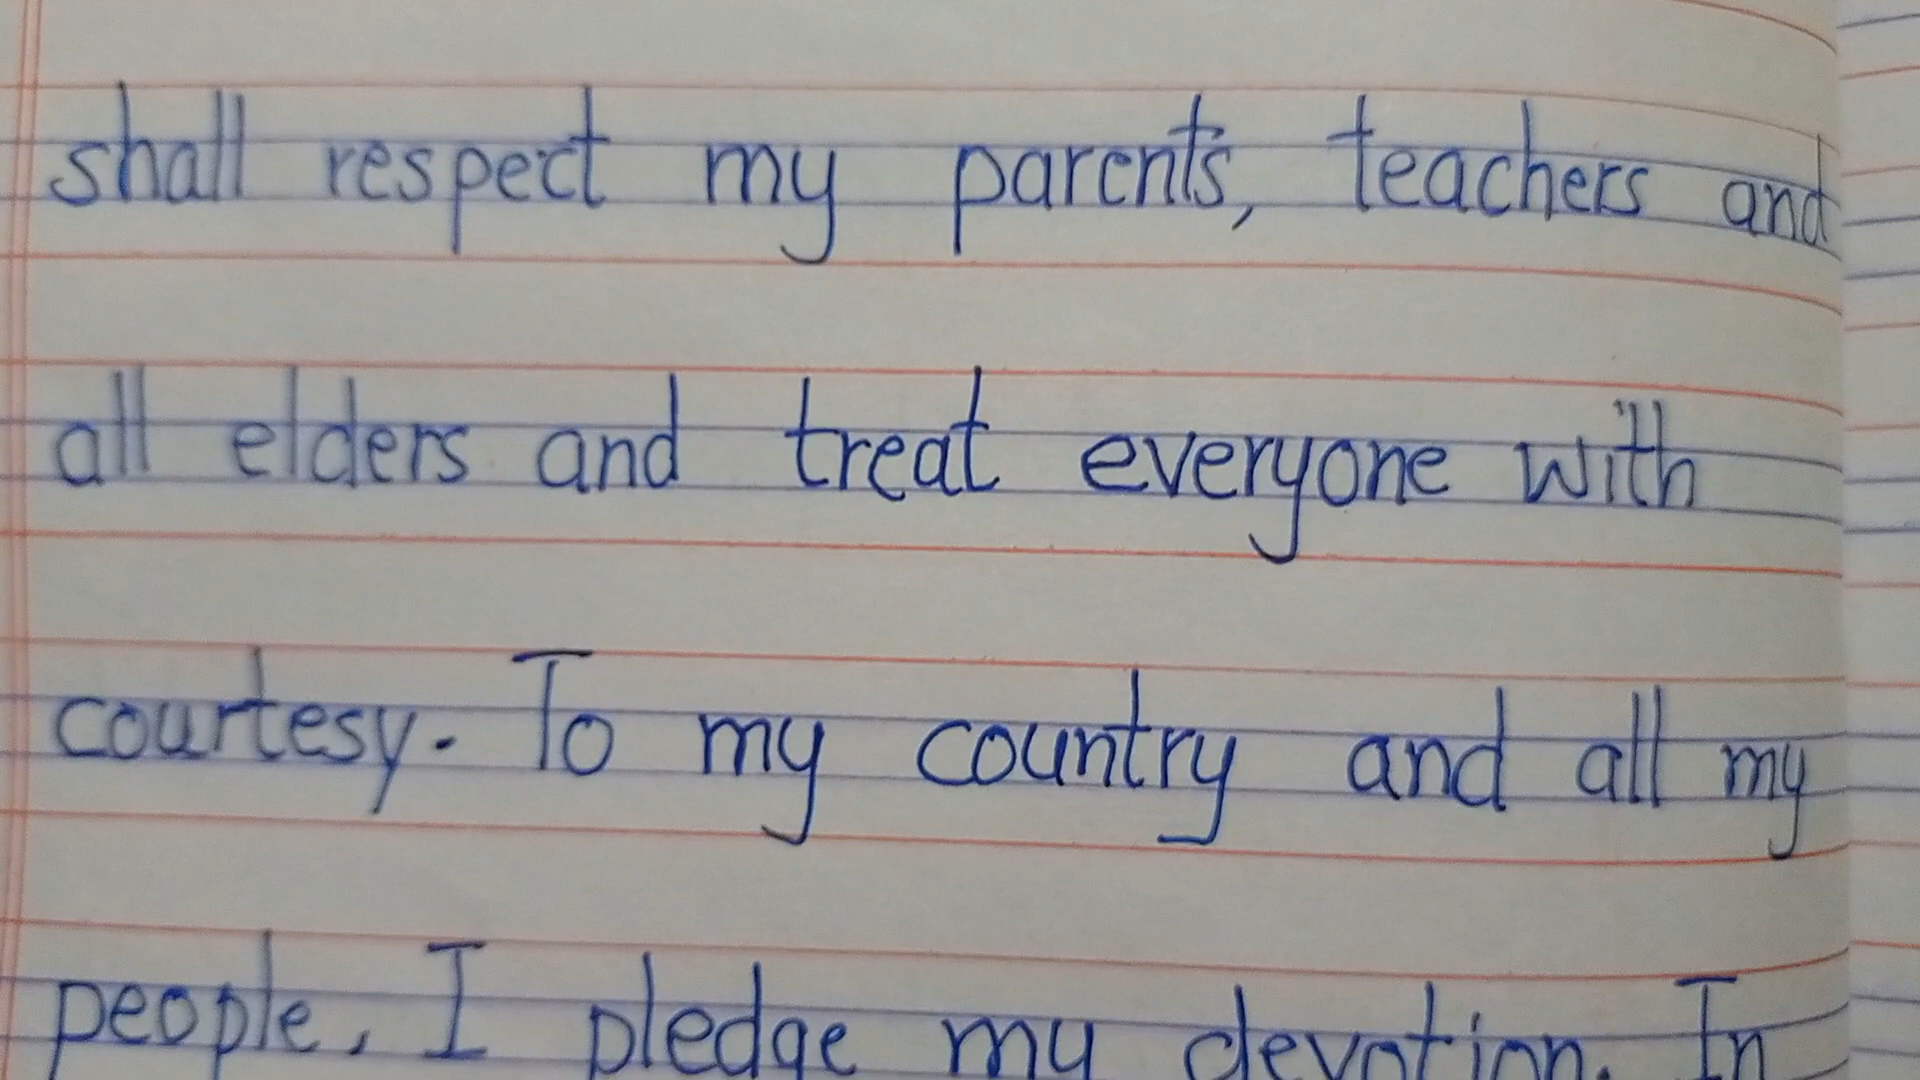 shall respect my parents, teachers and
all elders and treat everyone with
courtesy. To my country and all my
people, I pledge my devotion. In